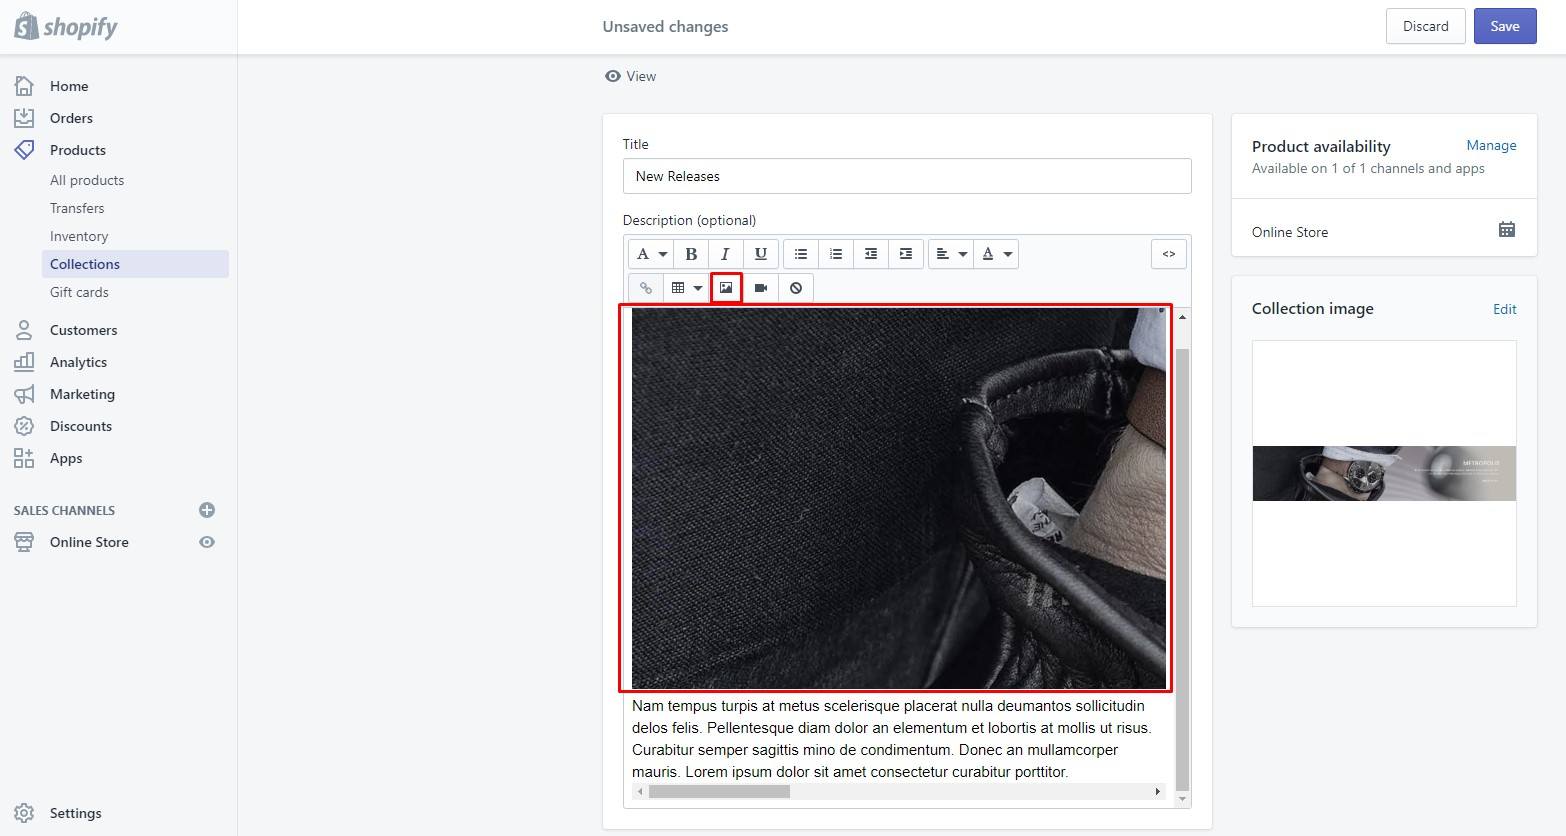 shopify
Unsaved changes
Discard
Save
Home
Orders
Products
All products
Transfers
Inventory
Collections
Gift cards
Customers
Analytics
Marketing
Discounts
Apps
SALES CHANNELS
Online Store
Settings
View
Title
New Releases
Description (optional)
A
B
I
U
A
<>
Nam tempus turpis at metus scelerisque placerat nulla deumantos sollicitudin
delos felis. Pellentesque diam dolor an elementum et lobortis at mollis ut risus.
Curabitur semper sagittis mino de condimentum. Donec an mullamcorper
mauris. Lorem ipsum dolor sit amet consectetur curabitur porttitor.
Product availability
Manage
Available on 1 of 1 channels and apps
Online Store
Collection image
Edit
METROPOLIS